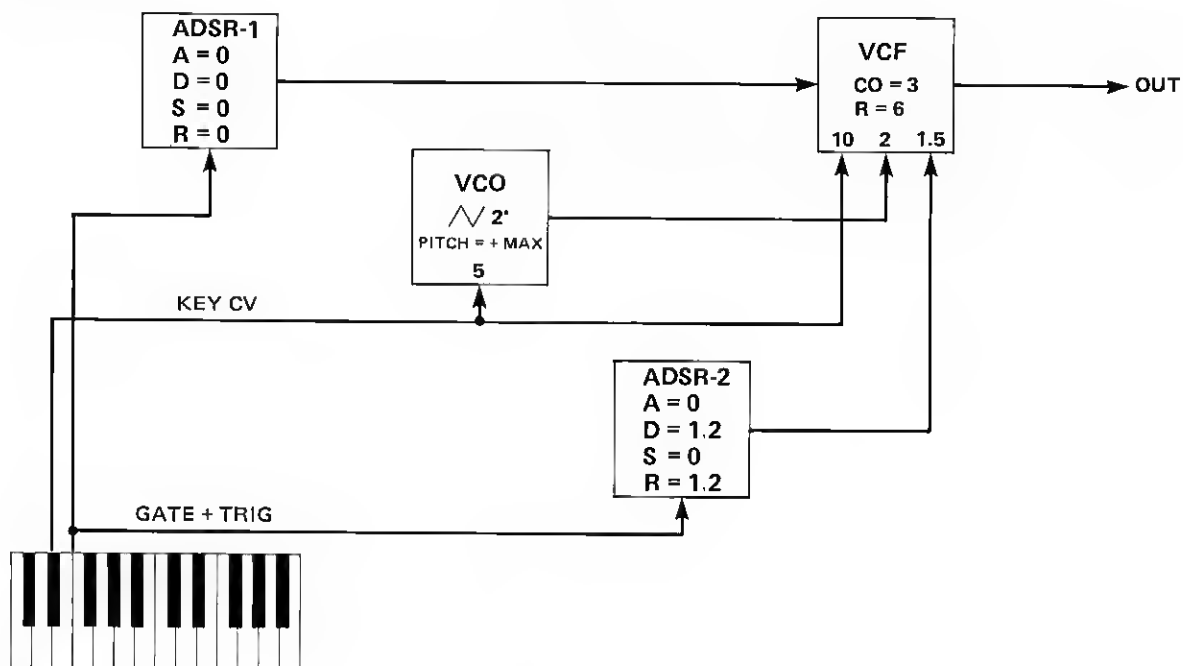 ADSR-1
A = 0
D = 0
S = 0
R = 0
VCF
CO = 3
R = 6
10 2 1.5
OUT
VCO
2'
PITCH = + MAX
5
KEY CV
ADSR-2
A = 0
D = 1.2
S = 0
R = 1.2
GATE + TRIG